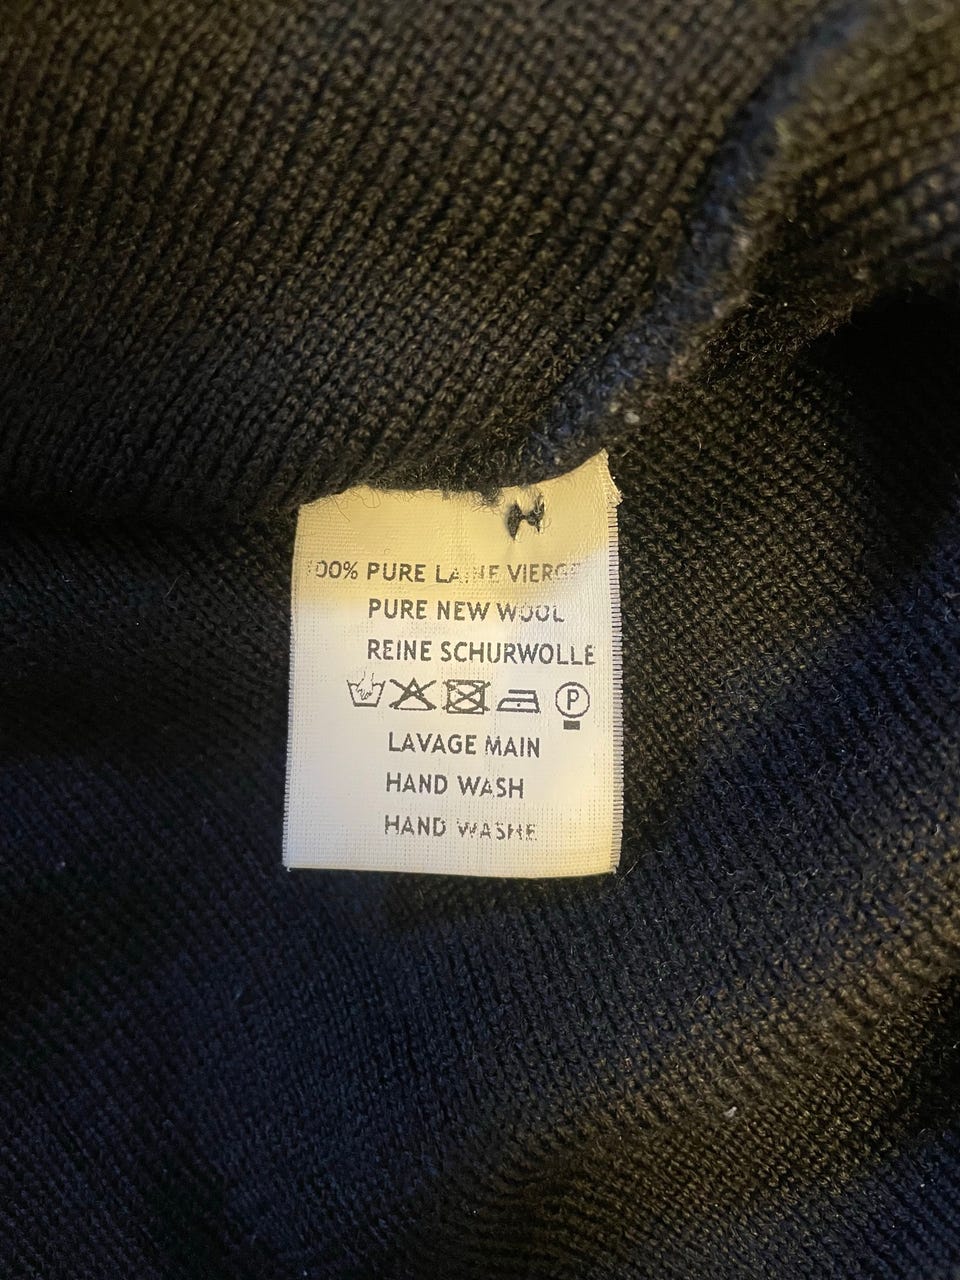 100% PURE LAINE VIERGE
PURE NEW WOOL
REINE SCHURWOLLE
P
LAVAGE MAIN
HAND WASH
HAND WASHE